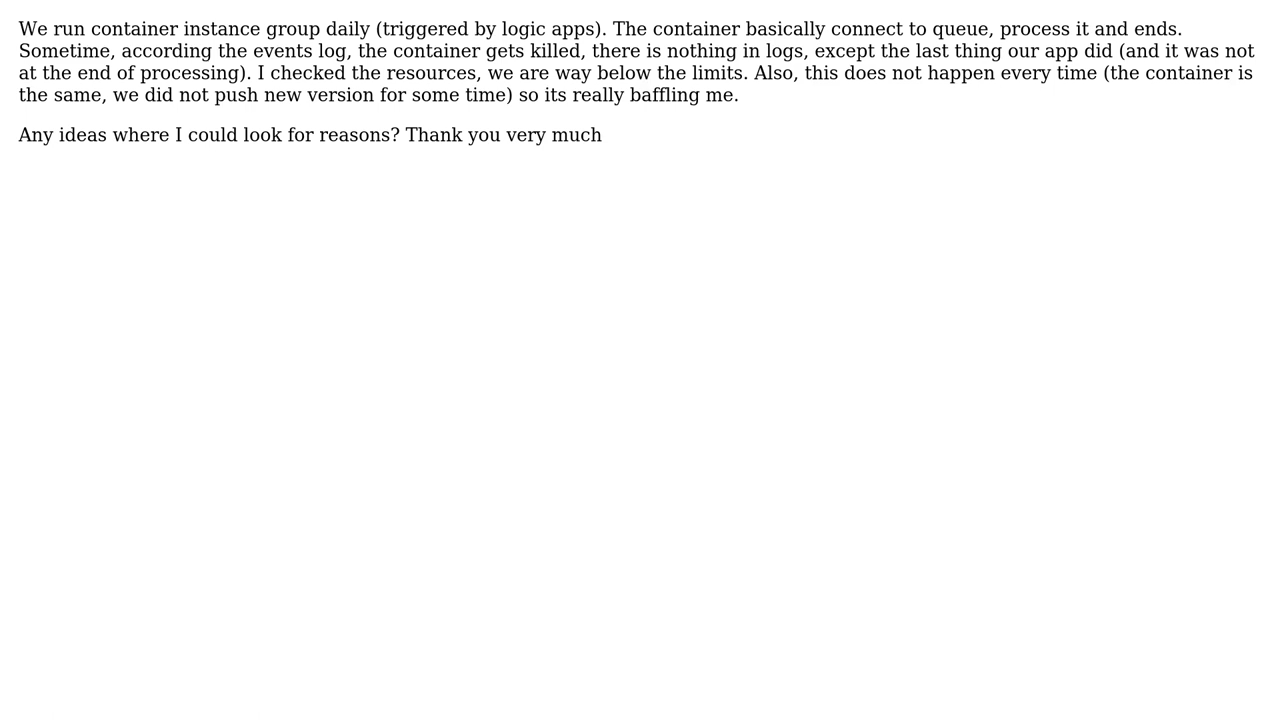 We run container instance group daily (triggered by logic apps). The container basically connect to queue, process it and ends.
Sometime, according the events log, the container gets killed, there is nothing in logs, except the last thing our app did (and it was not
at the end of processing). I checked the resources, we are way below the limits. Also, this does not happen every time (the container is
the same, we did not push new version for some time) so its really baffling me.
Any ideas where I could look for reasons? Thank you very much